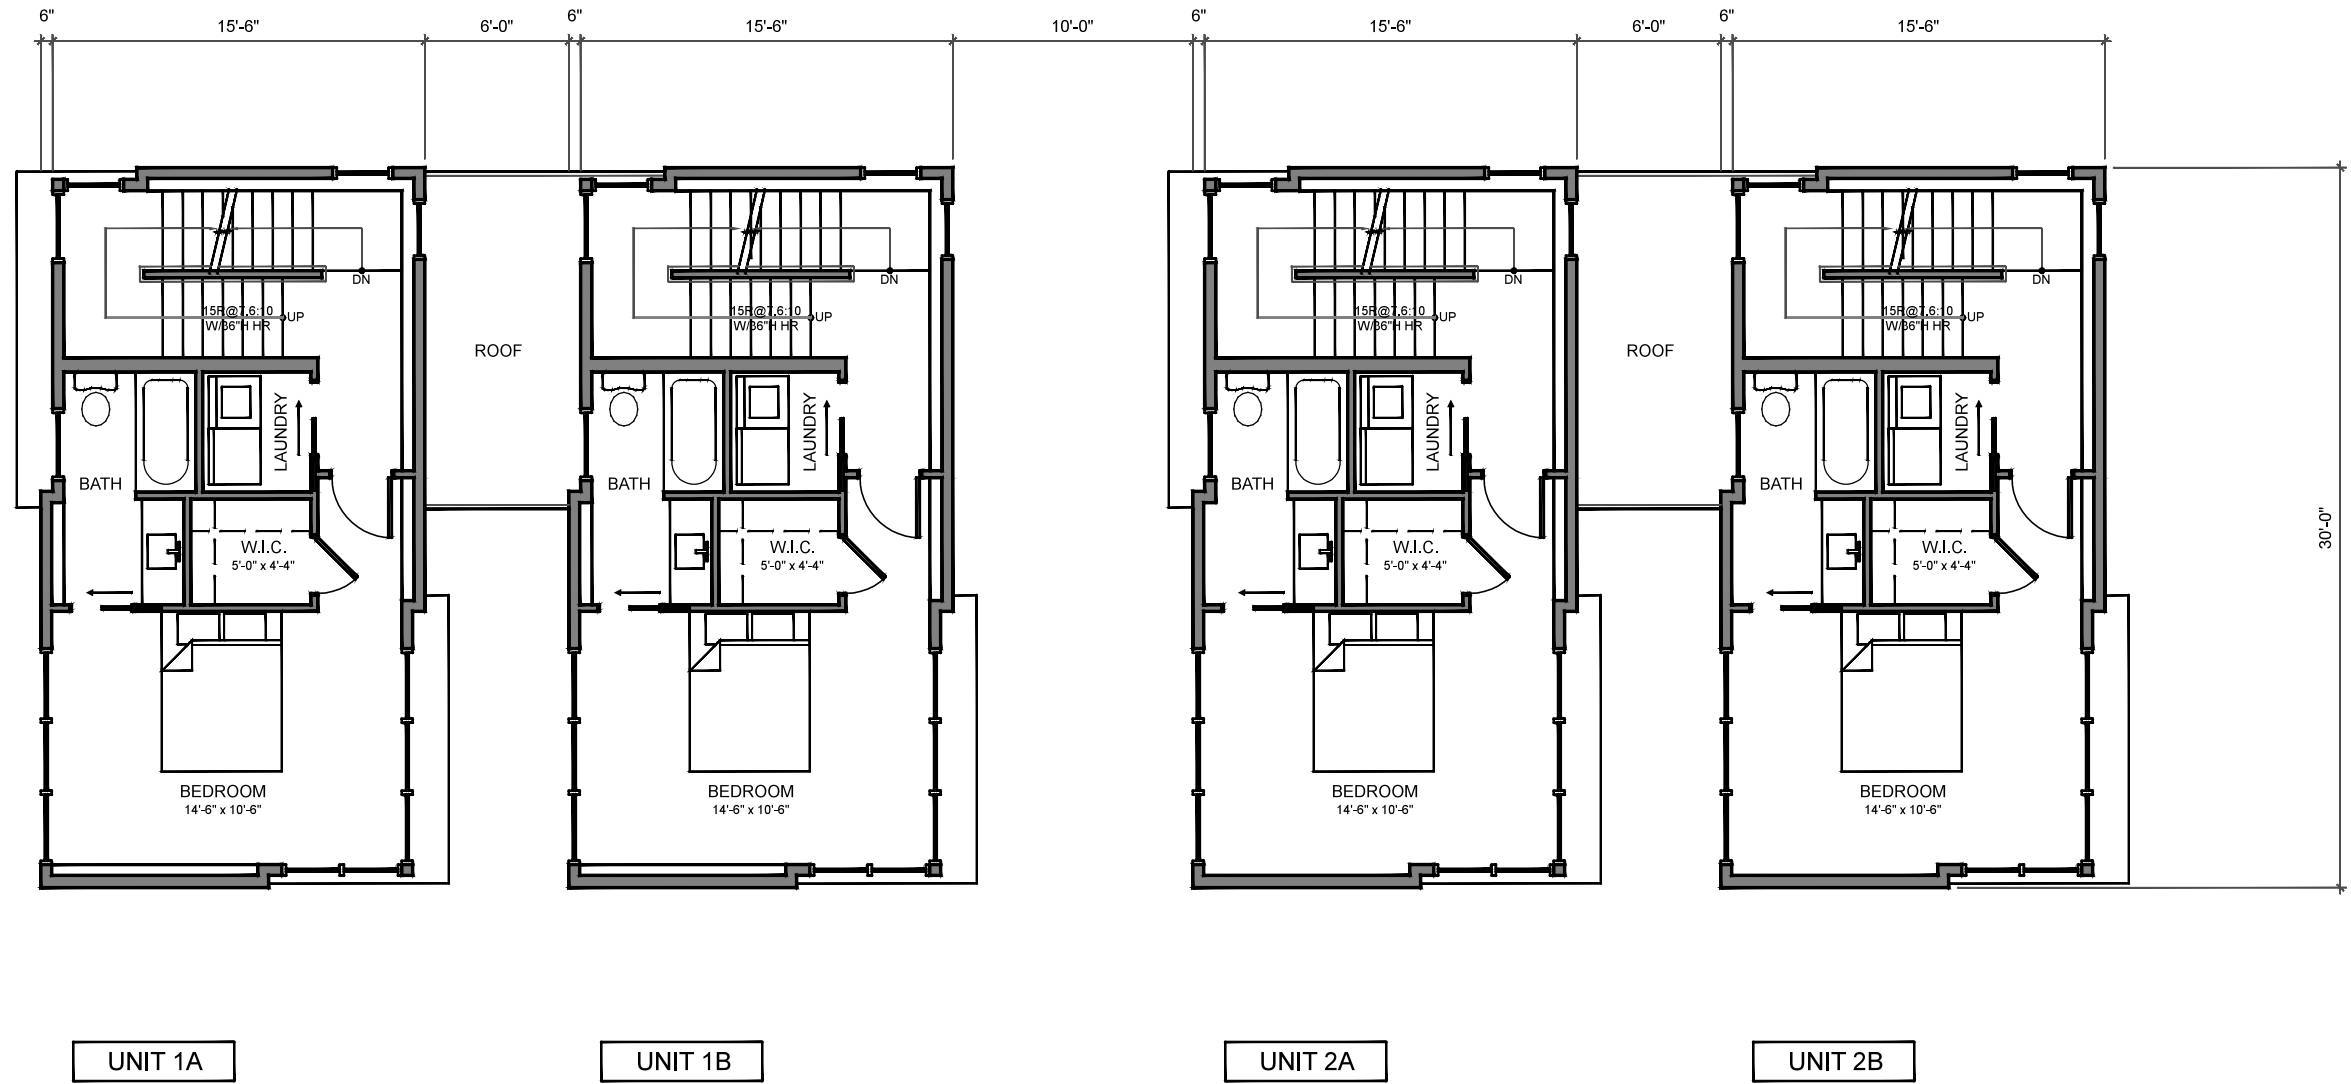 6" 15'-6" 6'-0" 6" 15'-6" 10'-0" 6" 15'-6" 6'-0" 6" 15'-6"
DN DN DN DN
15R@7.6:10 15R@7.6:10 15R@7.6:10 15R@7.6:10
UP UP UP UP
W/36"H HR W/36"H HR W/36"H HR W/36"H HR
ROOF ROOF
LAUNDRY LAUNDRY LAUNDRY LAUNDRY
BATH BATH BATH BATH
30'-0"
W.I.C. W.I.C. W.I.C. W.I.C.
5'-0" x 4'-4" 5'-0" x 4'-4" 5'-0" x 4'-4" 5'-0" x 4'-4"
BEDROOM BEDROOM BEDROOM BEDROOM
14'-6" x 10'-6" 14'-6" x 10'-6" 14'-6" x 10'-6" 14'-6" x 10'-6"
UNIT 1A UNIT 1B UNIT 2A UNIT 2B